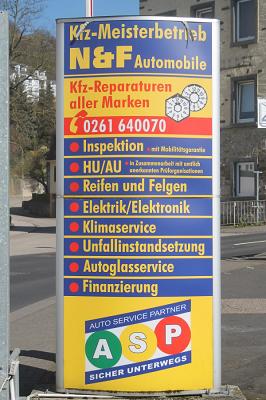 Kfz-Meisterbetrieb
N&F Automobile
Kfz-Reparaturen
aller Marken
0261 640070
Inspektion + mit Mobilitätsgarantie
HU/AU + in Zusammenarbeit mit amtlich
anerkannten Prüforganisationen
Reifen und Felgen
Elektrik/Elektronik
Klimaservice
Unfallinstandsetzung
Autoglasservice
Finanzierung
AUTO SERVICE PARTNER
ASP
SICHER UNTERWEGS